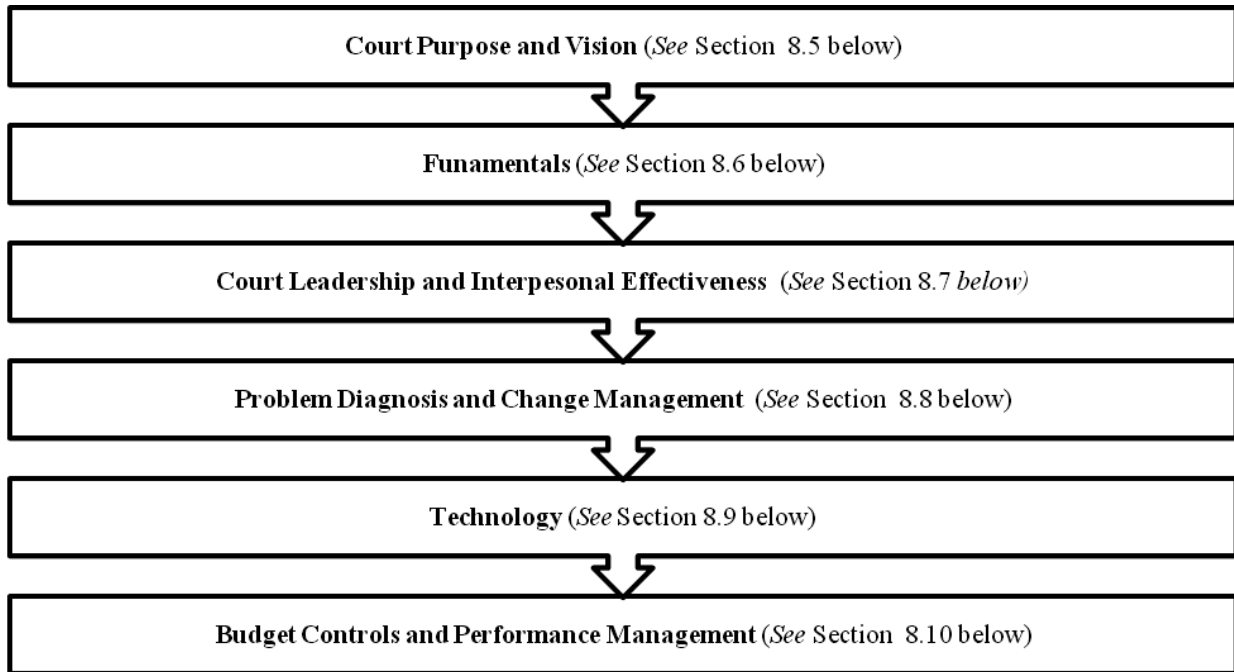 Court Purpose and Vision (See Section 8.5 below)
Funamentals (See Section 8.6 below)
Court Leadership and Interpesonal Effectiveness (See Section 8.7 below)
Problem Diagnosis and Change Management (See Section 8.8 below)
Technology (See Section 8.9 below)
Budget Controls and Performance Management (See Section 8.10 below)